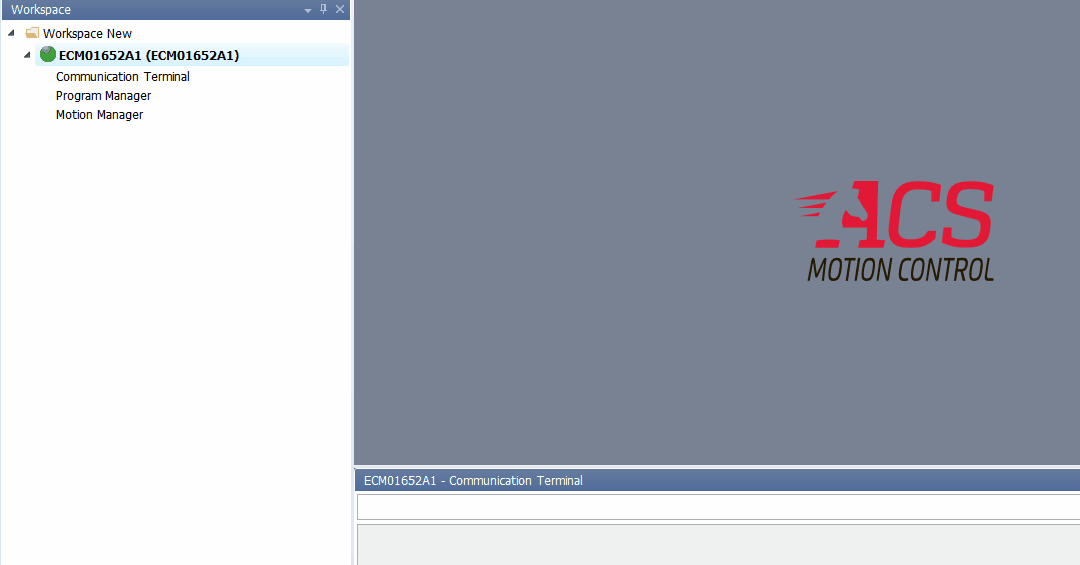 Workspace
Workspace New
ECM01652A1 (ECM01652A1)
Communication Terminal
Program Manager
Motion Manager
ACS
MOTION CONTROL
ECM01652A1 - Communication Terminal